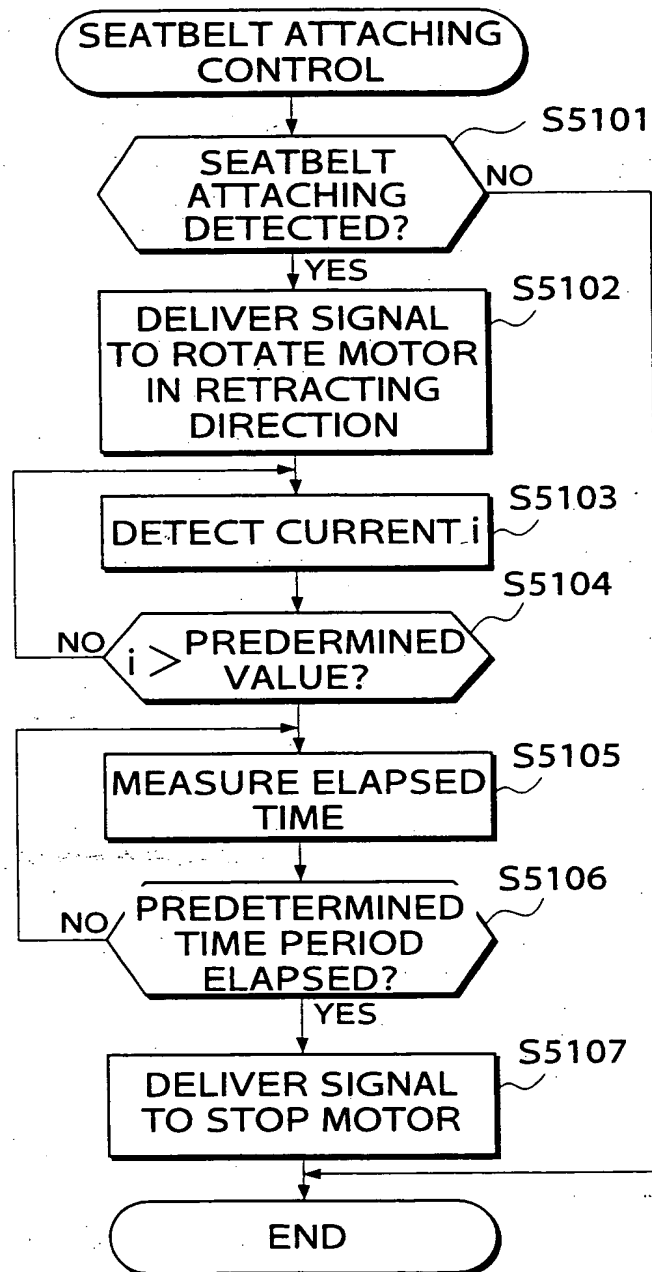 SEATBELT ATTACHING
CONTROL
S5101
SEATBELT
ATTACHING
DETECTED?
NO
YES
S5102
DELIVER SIGNAL
TO ROTATE MOTOR
IN RETRACTING
DIRECTION
S5103
DETECT CURRENT i
S5104
NO
i > PREDERMINED
VALUE?
S5105
MEASURE ELAPSED
TIME
S5106
NO
PREDETERMINED
TIME PERIOD
ELAPSED?
YES
S5107
DELIVER SIGNAL
TO STOP MOTOR
END